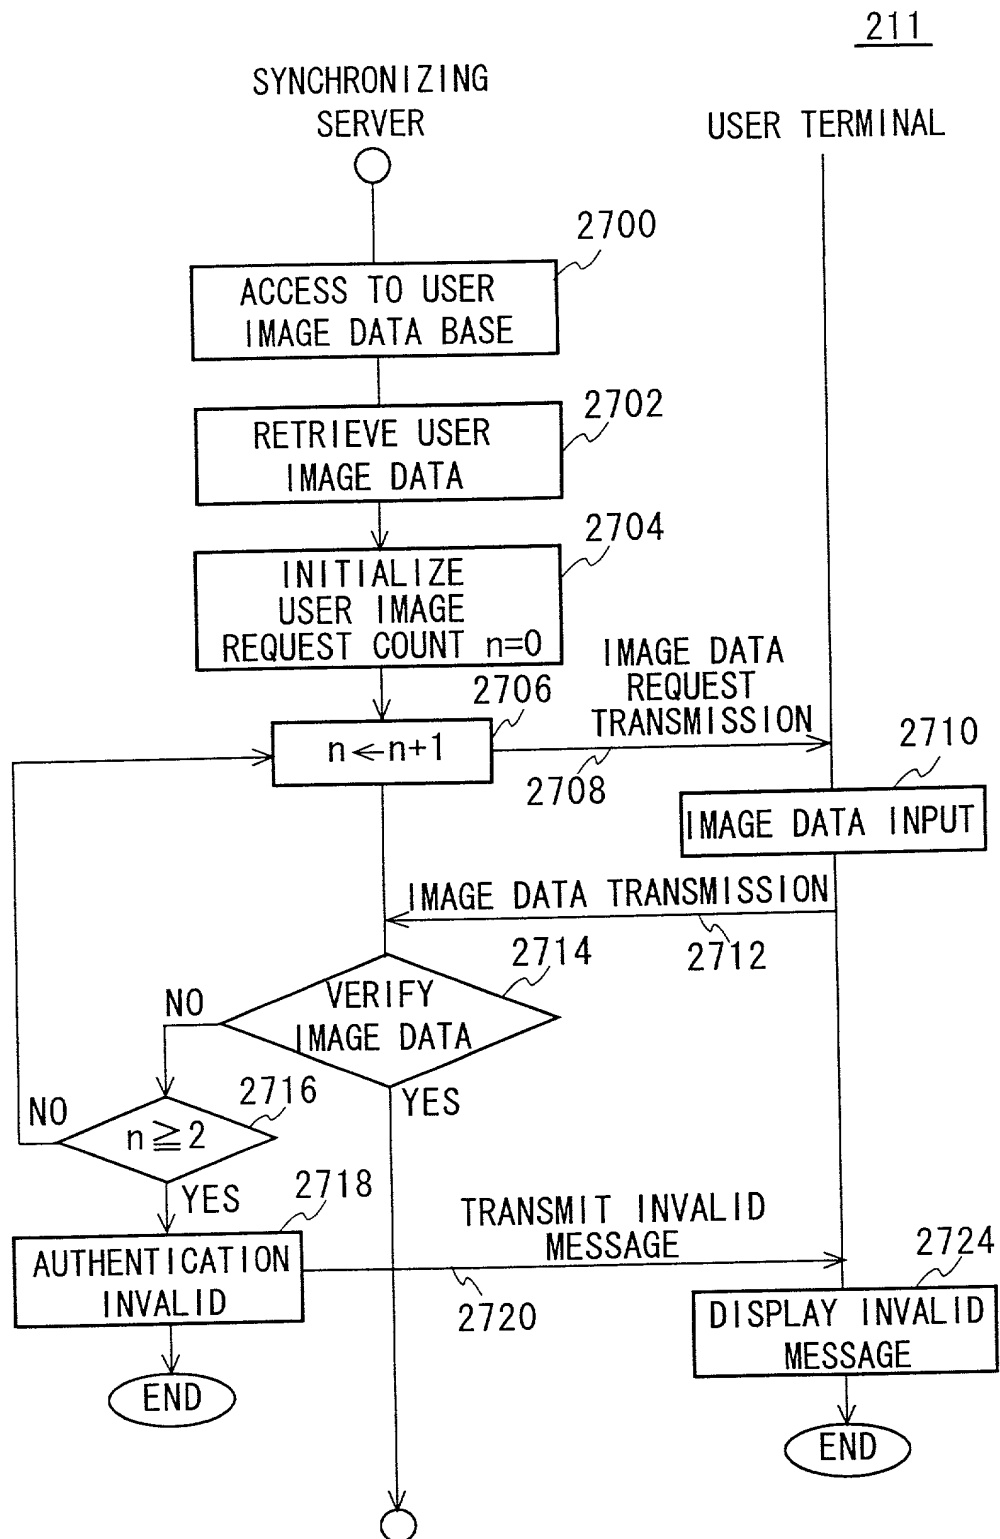 211
SYNCHRONIZING
SERVER
USER TERMINAL
2700
ACCESS TO USER
IMAGE DATA BASE
2702
RETRIEVE USER
IMAGE DATA
2704
INITIALIZE
USER IMAGE
REQUEST COUNT n=0
IMAGE DATA
REQUEST
TRANSMISSION
2706
n←n+1
2708
2710
IMAGE DATA INPUT
IMAGE DATA TRANSMISSION
2712
2714
VERIFY
IMAGE DATA
NO
YES
2716
NO
n≧2
YES
2718
AUTHENTICATION
INVALID
TRANSMIT INVALID
MESSAGE
2720
2724
DISPLAY INVALID
MESSAGE
END
END